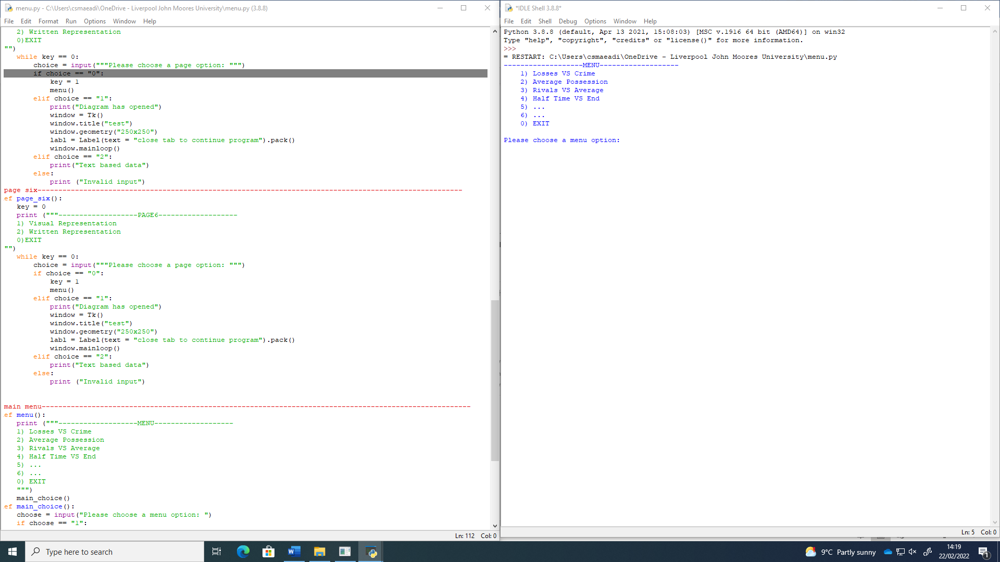 menu.py - C:\Users\csmaeadi\OneDrive - Liverpool John Moores University\menu.py (3.8.8)
File Edit Format Run Options Window Help
2) Written Representation
0)EXIT
"")
while key == 0:
choice = input("""Please choose a page option: """)
if choice == "0":
key = 1
menu()
elif choice == "1":
print("Diagram has opened")
window = Tk()
window.title("test")
window.geometry("250x250")
labl = Label(text = "close tab to continue program").pack()
window.mainloop()
elif choice == "2":
print("Text based data")
else:
print ("Invalid input")
page six------------------------------------------------------------------------------------------------------
ef page_six():
key = 0
print ("""-------------------PAGE6-------------------
1) Visual Representation
2) Written Representation
0)EXIT
"")
while key == 0:
choice = input("""Please choose a page option: """)
if choice == "0":
key = 1
menu()
elif choice == "1":
print("Diagram has opened")
window = Tk()
window.title("test")
window.geometry("250x250")
labl = Label(text = "close tab to continue program").pack()
window.mainloop()
elif choice == "2":
print("Text based data")
else:
print ("Invalid input")
main menu-------------------------------------------------------------------------------------------------------
ef menu():
print ("""-------------------MENU-------------------
1) Losses VS Crime
2) Average Possession
3) Rivals VS Average
4) Half Time VS End
5) ...
6) ...
0) EXIT
""")
main_choice()
ef main_choice():
choose = input("Please choose a menu option: ")
if choose == "1":
Ln: 112 Col: 0
*IDLE Shell 3.8.8*
File Edit Shell Debug Options Window Help
Python 3.8.8 (default, Apr 13 2021, 15:08:03) [MSC v.1916 64 bit (AMD64)] on win32
Type "help", "copyright", "credits" or "license()" for more information.
>>>
= RESTART: C:\Users\csmaeadi\OneDrive - Liverpool John Moores University\menu.py
-------------------MENU-------------------
1) Losses VS Crime
2) Average Possession
3) Rivals VS Average
4) Half Time VS End
5) ...
6) ...
0) EXIT
Please choose a menu option:
Ln: 5 Col: 0
Type here to search
9°C Partly sunny
14:19
22/02/2022
1